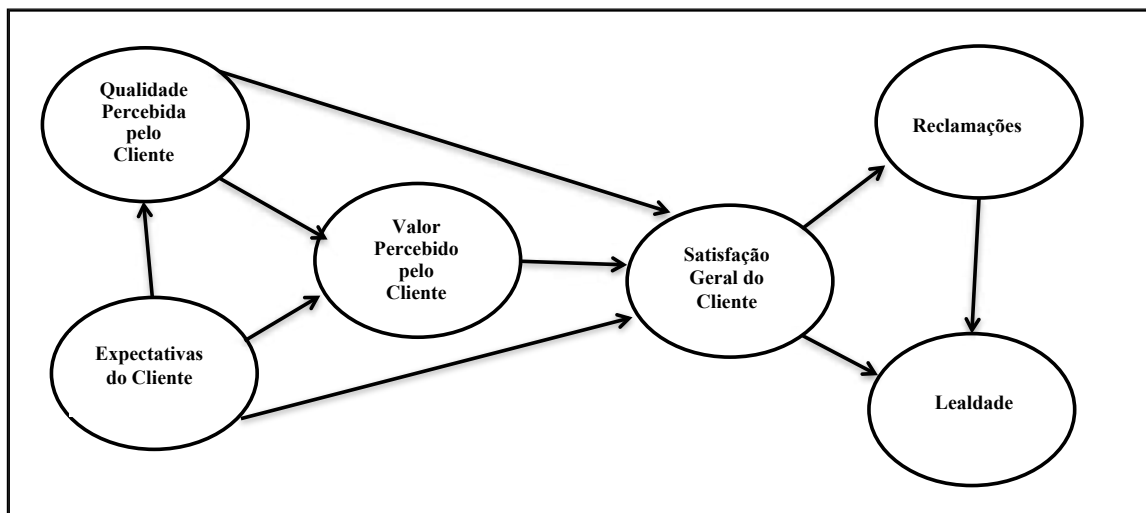 Qualidade
Percebida
pelo
Cliente
Reclamações
Valor
Percebido
pelo
Cliente
Satisfação
Geral do
Cliente
Expectativas
do Cliente
Lealdade